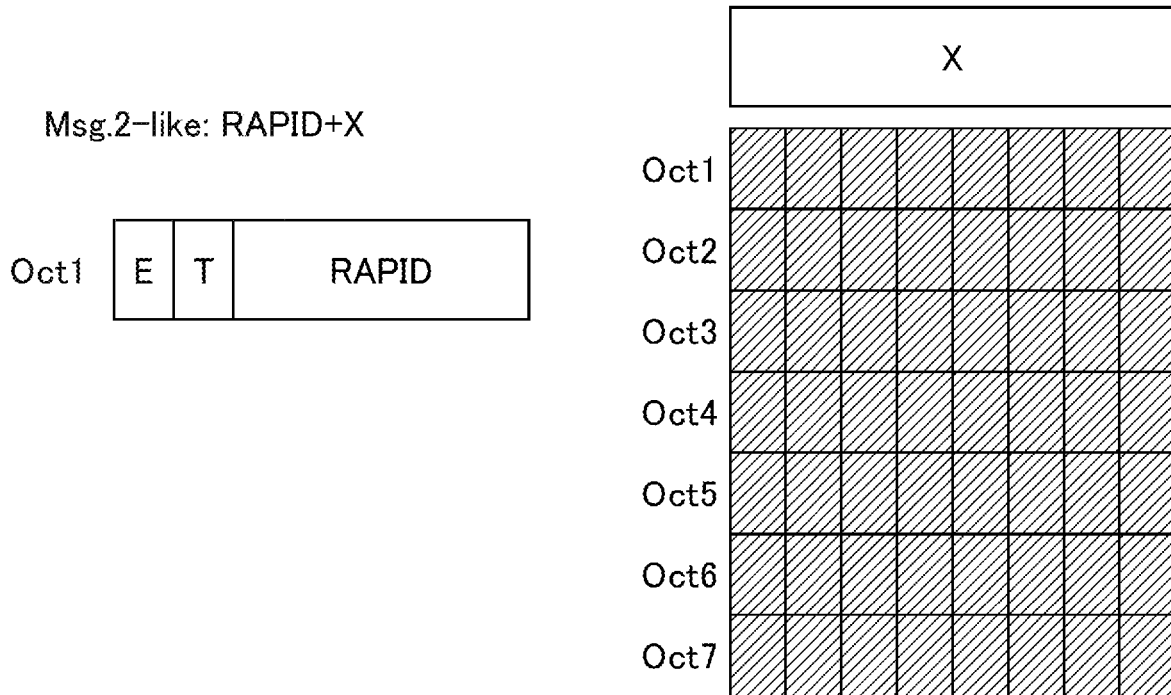 Msg.2-like: RAPID+X
Oct1 E T RAPID
X
Oct1
Oct2
Oct3
Oct4
Oct5
Oct6
Oct7